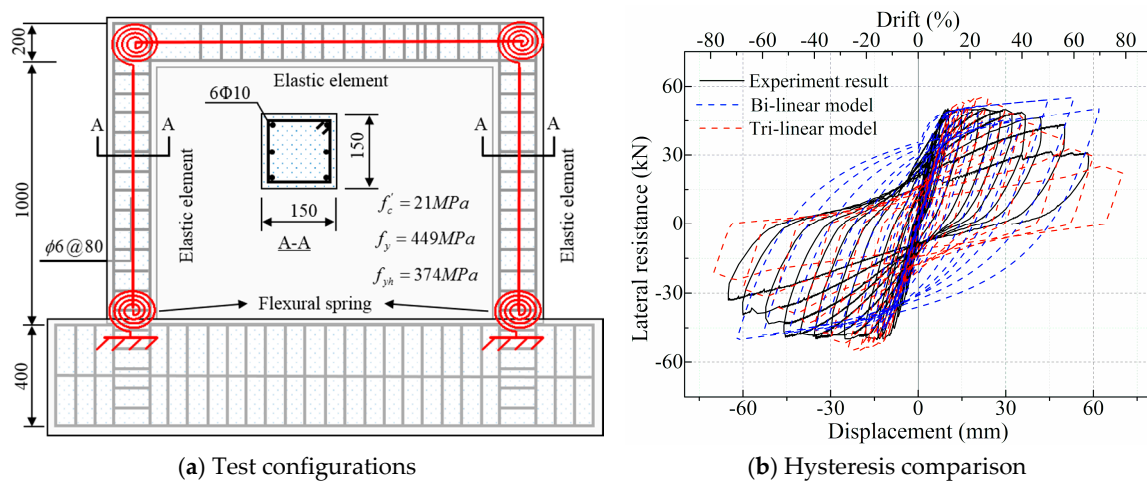 200
1000
400
Elastic element
6Φ10
A A
A A
150
150
A-A
Elastic element
Elastic element
f'c = 21MPa
fy = 449MPa
fyh = 374MPa
ϕ6@80
Flexural spring
(a) Test configurations
Drift (%)
-80 -60 -40 -20 0 20 40 60 80
Experiment result
Bi-linear model
Tri-linear model
Lateral resistance (kN)
60
30
0
-30
-60
-60 -30 0 30 60
Displacement (mm)
(b) Hysteresis comparison